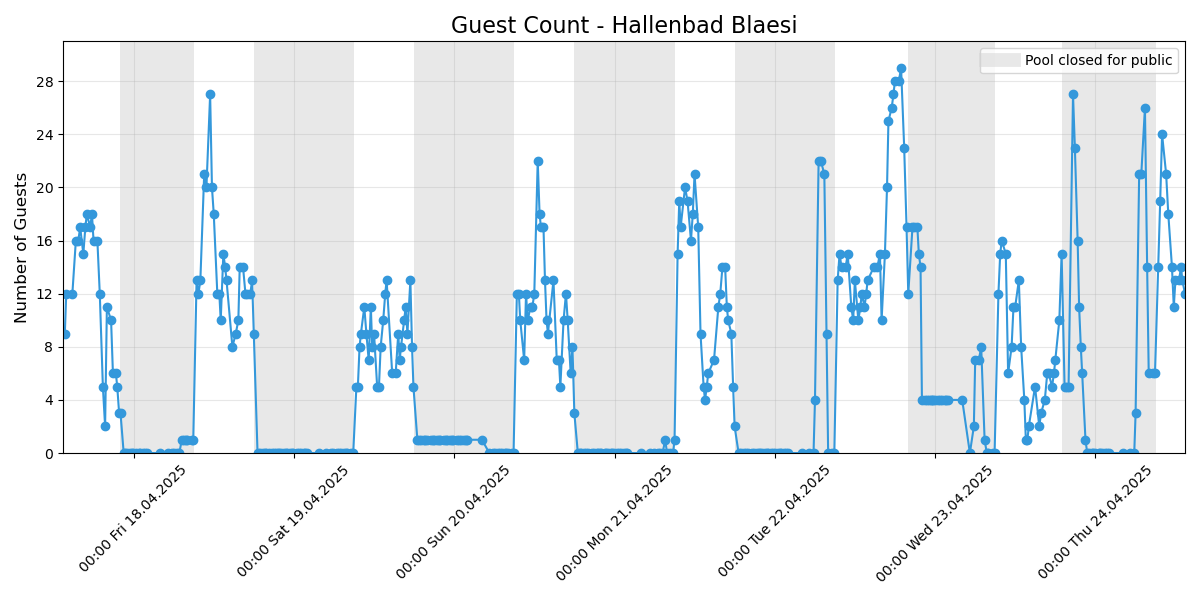 Guest Count - Hallenbad Blaesi
Pool closed for public
Number of Guests
28
24
20
16
12
8
4
0
00:00 Fri 18.04.2025
00:00 Sat 19.04.2025
00:00 Sun 20.04.2025
00:00 Mon 21.04.2025
00:00 Tue 22.04.2025
00:00 Wed 23.04.2025
00:00 Thu 24.04.2025